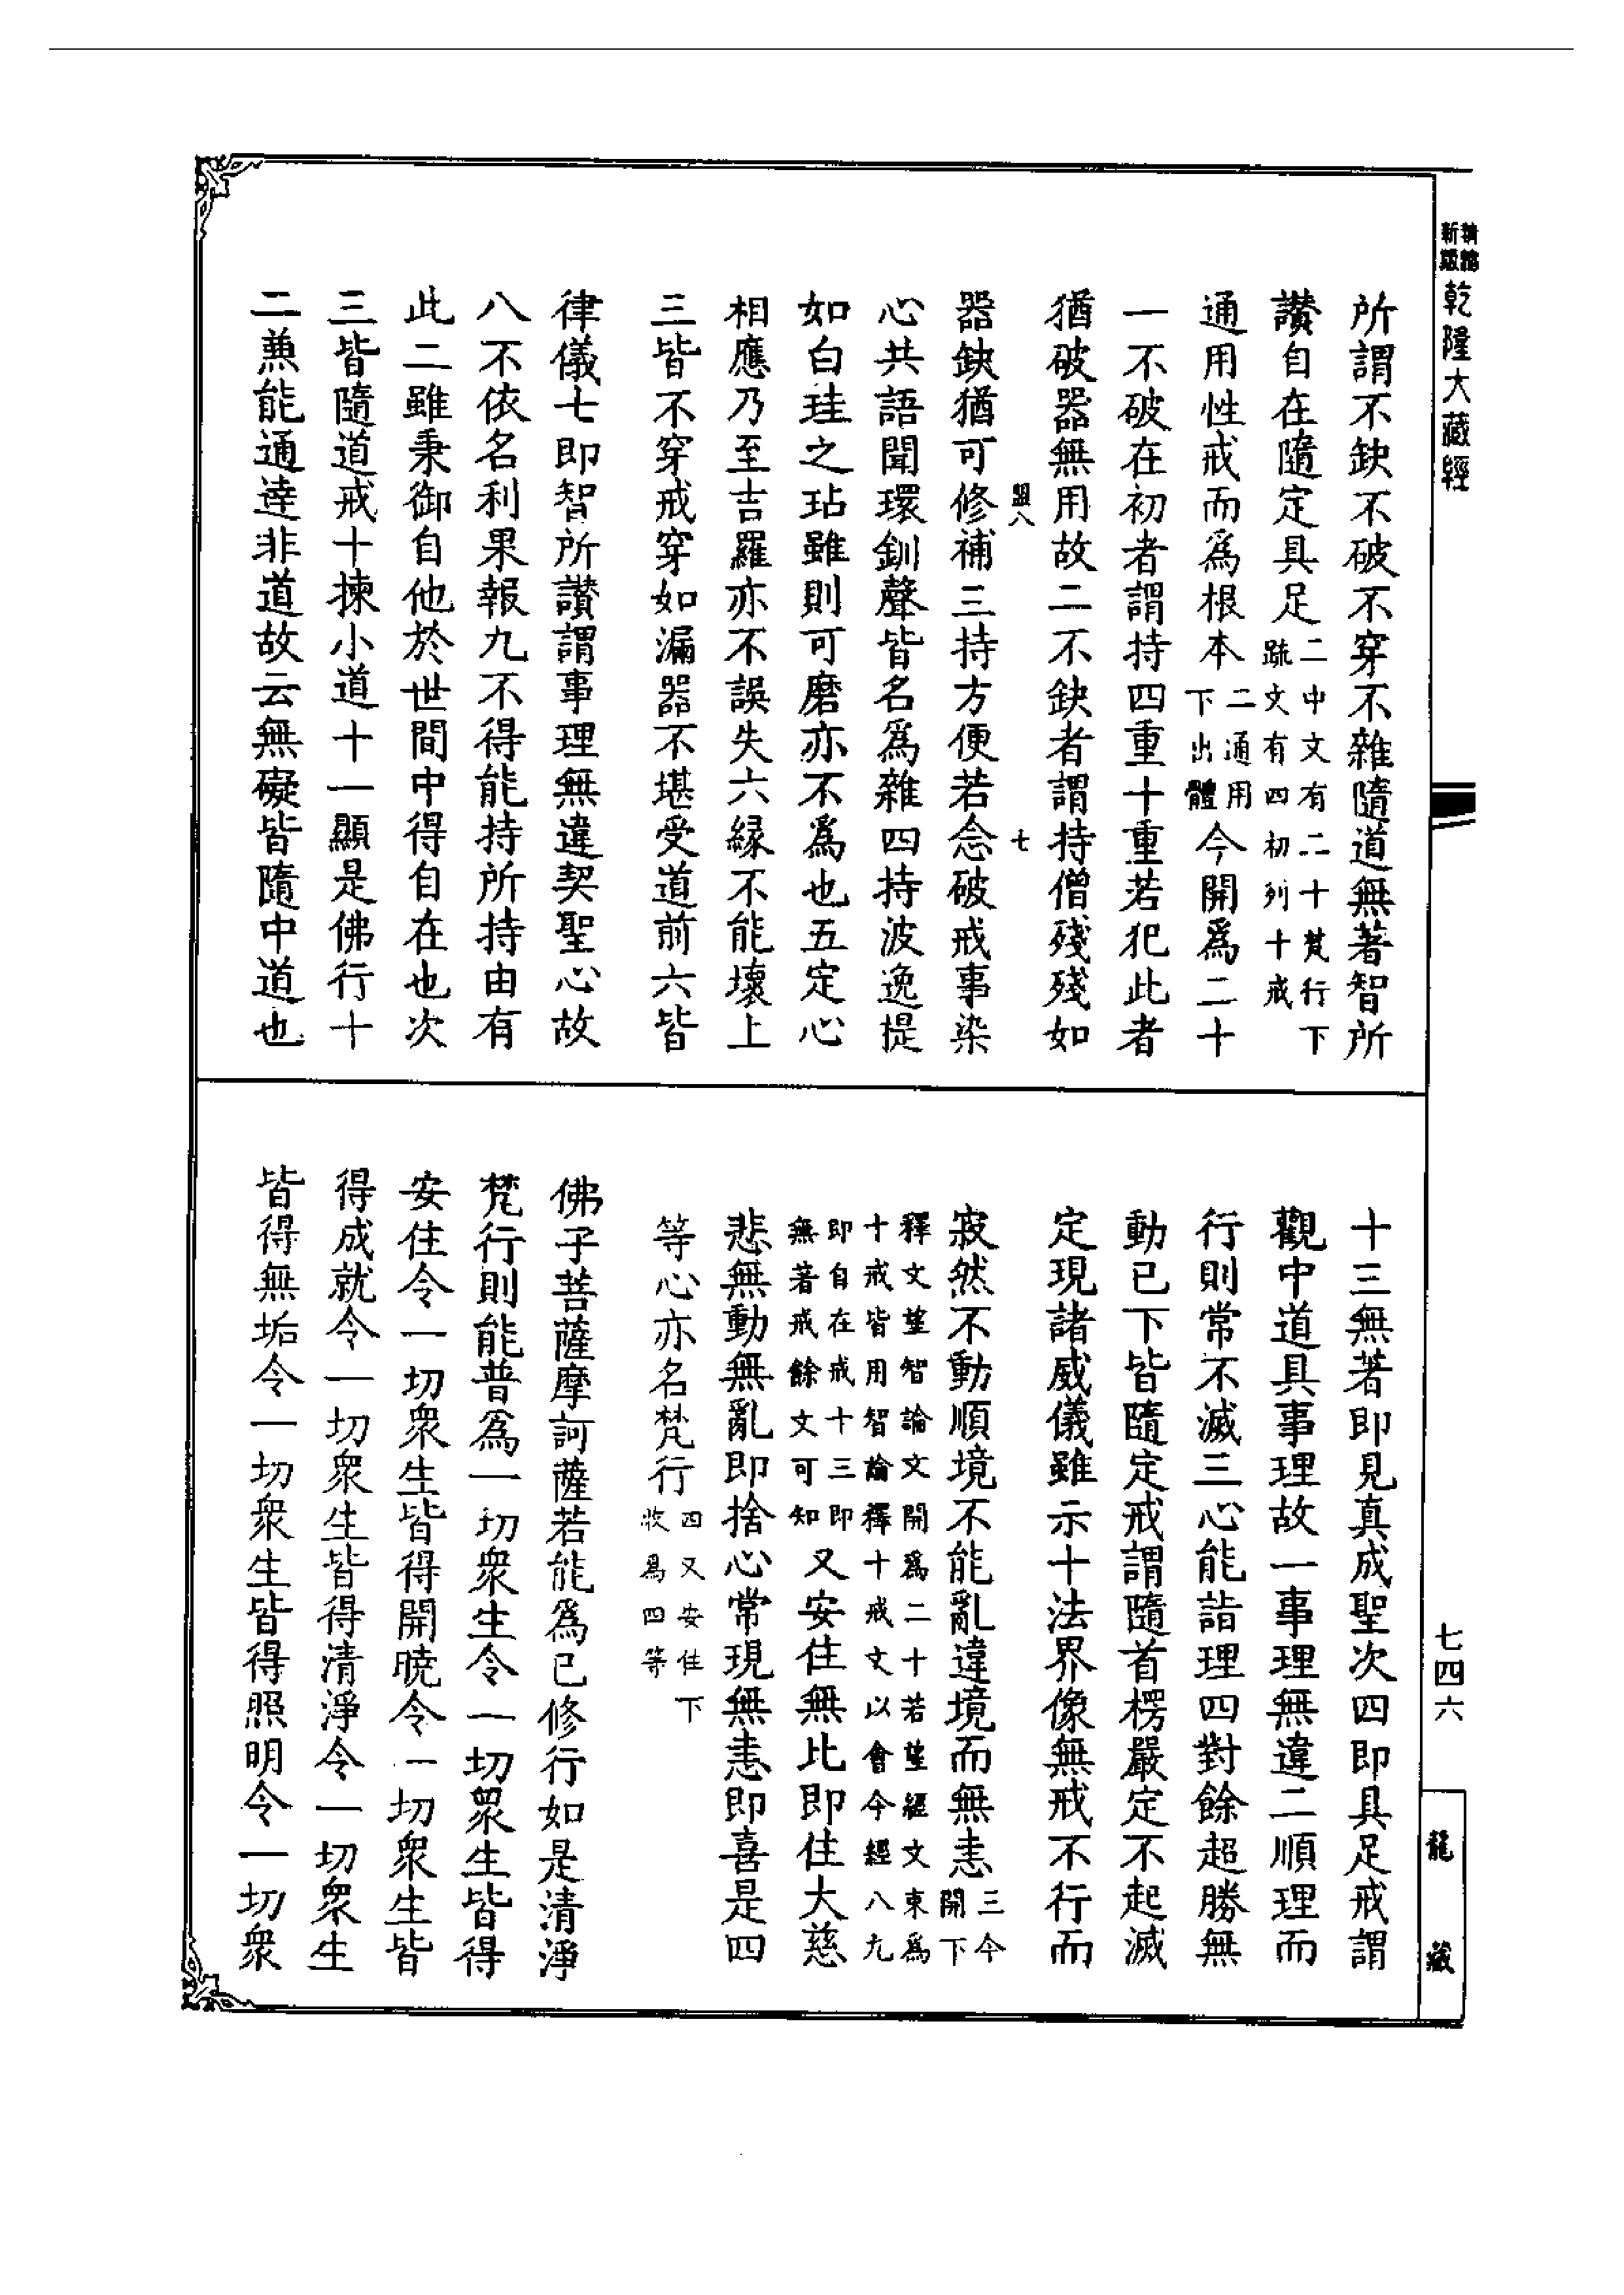 精縮
新版
乾隆大藏經
所謂不缺不破不穿不雜隨道無著智所
讚自在隨定具足二中文有二十梵行下疏文有四初列十戒
通用性戒而為根本二通用下出體今開為二十
一不破在初者謂持四重十重若犯此者
猶破器無用故二不缺者謂持僧殘殘如
盟八
七
器缺猶可修補三持方便若念破戒事染
心共語聞環釧聲皆名為雜四持波逸提
如白珪之玷雖則可磨亦不為也五定心
相應乃至吉羅亦不誤失六緣不能壞上
三皆不穿戒穿如漏器不堪受道前六皆
律儀七即智所讚謂事理無違契聖心故
八不依名利果報九不得能持所持由有
此二雖秉御自他於世間中得自在也次
三皆隨道戒十揀小道十一顯是佛行十
二兼能通達非道故云無礙皆隨中道也
七四六
龍藏
十三無著即見真成聖次四即具足戒謂
觀中道具事理故一事理無違二順理而
行則常不滅三心能詣理四對餘超勝無
動已下皆隨定戒謂隨首楞嚴定不起滅
定現諸威儀雖示十法界像無戒不行而
寂然不動順境不能亂違境而無恚三今開下
釋文望智論文開為二十若望經文束為
十戒皆用智論釋十戒文以會今經八九
即自在戒十三即
無著戒餘文可知又安住無比即住大慈
悲無動無亂即捨心常現無恚即喜是四
等心亦名梵行四又安住下收為四等
佛子菩薩摩訶薩若能為已修行如是清淨
梵行則能普為一切眾生令一切眾生皆得
安住令一切眾生皆得開曉令一切眾生皆
得成就令一切眾生皆得清淨令一切眾生
皆得無垢令一切眾生皆得照明令一切眾